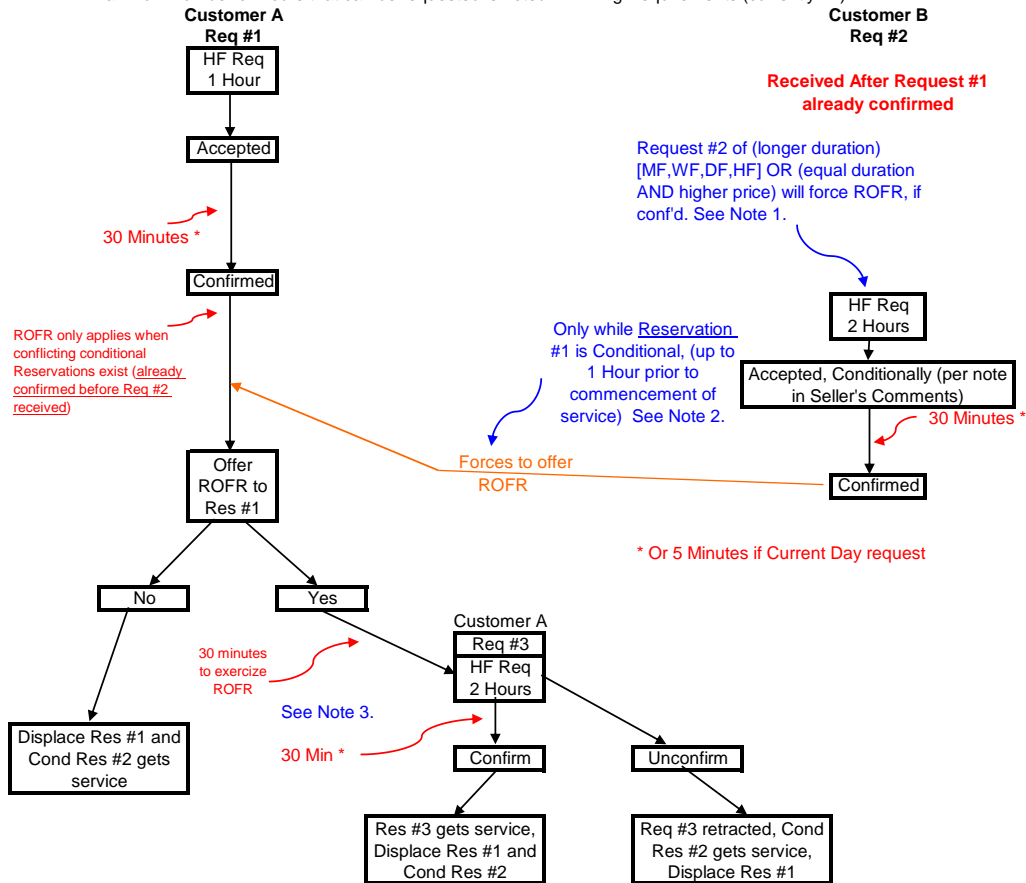 Customer A
Req #1
HF Req
1 Hour
Customer B
Req #2
Received After Request #1
already confirmed
Accepted
Request #2 of (longer duration)
[MF,WF,DF,HF] OR (equal duration
AND higher price) will force ROFR, if
conf'd. See Note 1.
30 Minutes *
Confirmed
HF Req
2 Hours
ROFR only applies when
conflicting conditional
Reservations exist (already
confirmed before Req #2
received)
Only while Reservation
#1 is Conditional, (up to
1 Hour prior to
commencement of
service) See Note 2.
Accepted, Conditionally (per note
in Seller's Comments)
30 Minutes *
Offer
ROFR to
Res #1
Forces to offer
ROFR
Confirmed
* Or 5 Minutes if Current Day request
No
Yes
Customer A
Req #3
HF Req
2 Hours
30 minutes
to exercize
ROFR
See Note 3.
30 Min *
Displace Res #1 and
Cond Res #2 gets
service
Confirm
Unconfirm
Res #3 gets service,
Displace Res #1 and
Cond Res #2
Req #3 retracted, Cond
Res #2 gets service,
Displace Res #1